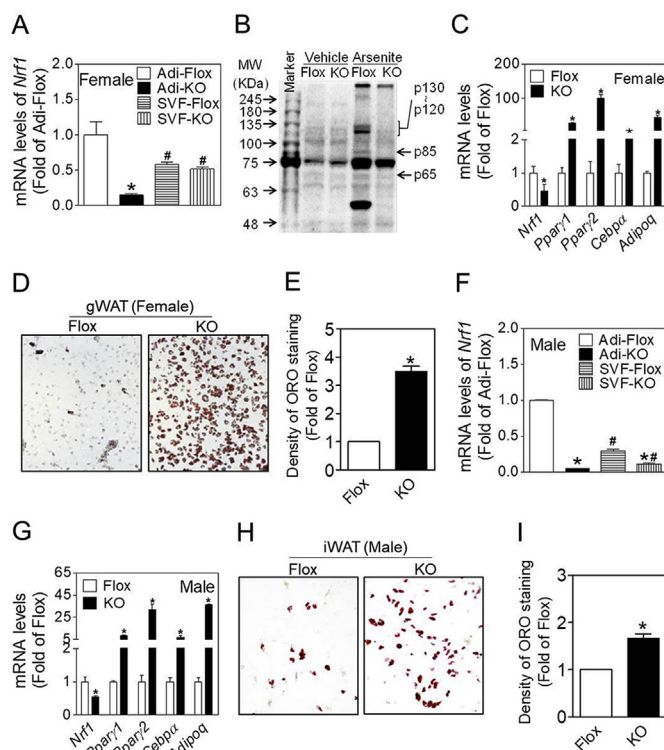 A
mRNA levels of Nrf1
(Fold of Adi-Flox)
2.0
1.5
1.0
0.5
0.0
Female
Adi-Flox
Adi-KO
SVF-Flox
SVF-KO
*
#
#
B
MW
(KDa)
Marker
Vehicle
Arsenite
Flox
KO
Flox
KO
245
180
135
100
75
63
48
p130
~
p120
p85
p65
C
mRNA levels
(Fold of Flox)
200
100
50
2
1
0
Flox
KO
Female
*
*
*
*
*
Nrf1
Pparγ1
Pparγ2
Cebpα
Adipoq
D
gWAT (Female)
Flox
KO
E
Density of ORO staining
(Fold of Flox)
5
4
3
2
1
0
*
Flox
KO
F
mRNA levels of Nrf1
(Fold of Adi-Flox)
2.0
1.5
1.0
0.5
0.0
Male
Adi-Flox
Adi-KO
SVF-Flox
SVF-KO
*
#
*#
G
mRNA levels
(Fold of Flox)
65
45
25
5
2
1
0
Flox
KO
Male
*
*
*
*
*
Nrf1
Pparγ1
Pparγ2
Cebpα
Adipoq
H
iWAT (Male)
Flox
KO
I
Density of ORO staining
(Fold of Flox)
3
2
1
0
*
Flox
KO